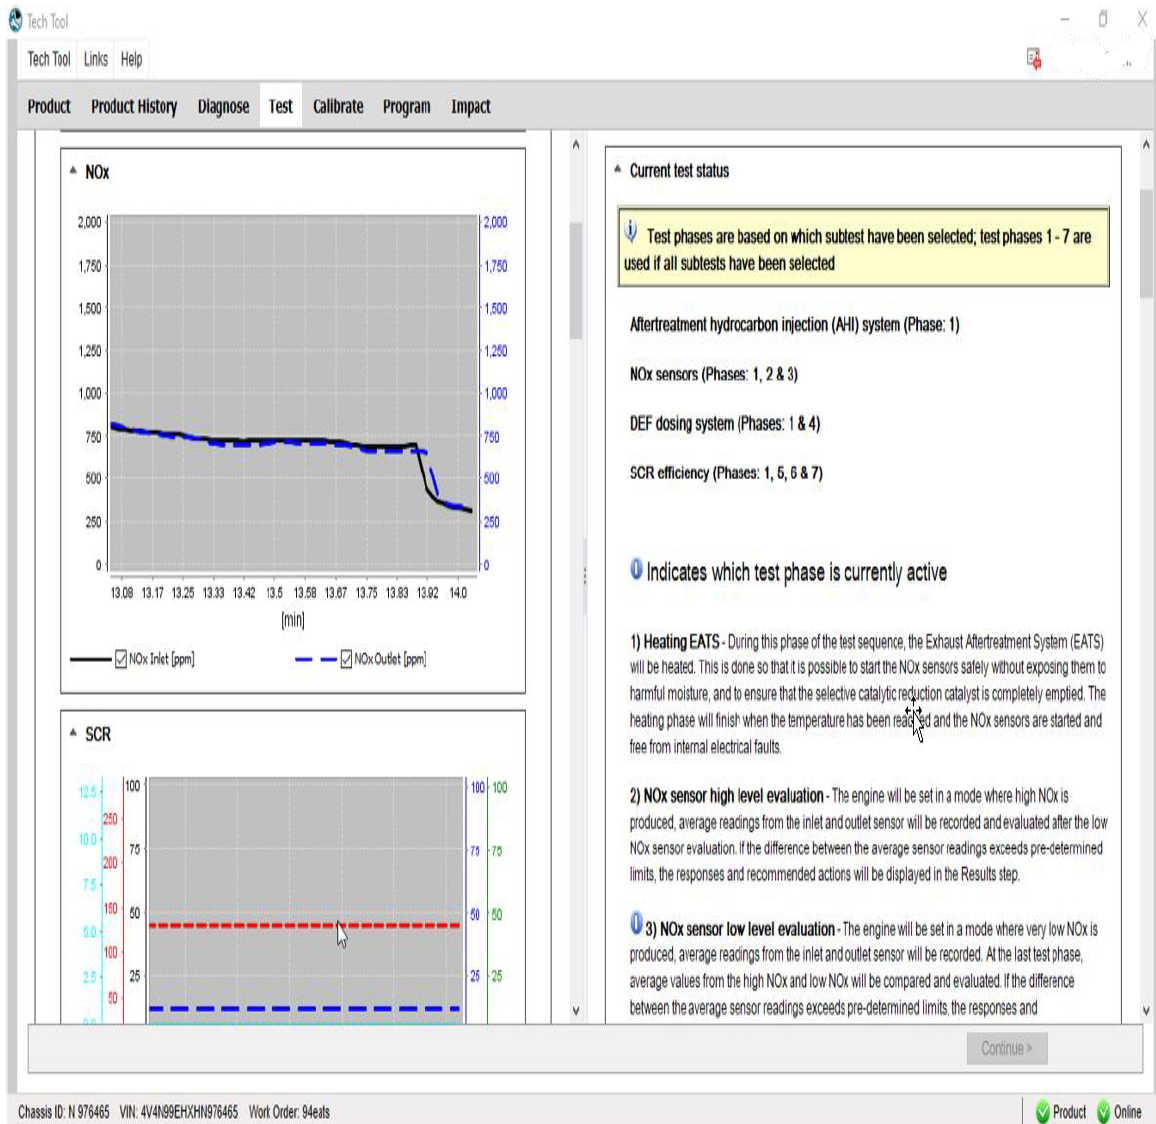 Tech Tool
Tech Tool Links Help
Product Product History Diagnose Test Calibrate Program Impact
NOx
2,000 2,000
1,750 1,750
1,500 1,500
1,250 1,250
1,000 1,000
750 750
500 500
250 250
0 0
13.08 13.17 13.25 13.33 13.42 13.5 13.58 13.67 13.75 13.83 13.92 14.0
[min]
NOx Inlet [ppm] NOx Outlet [ppm]
SCR
12.5 100 100 100
250
10.0
200 75 75 75
7.5
150 50 50 50
5.0
100
2.5 25 25 25
50
0.0
Current test status
Test phases are based on which subtest have been selected; test phases 1 - 7 are
used if all subtests have been selected
Aftertreatment hydrocarbon injection (AHI) system (Phase: 1)
NOx sensors (Phases: 1, 2 & 3)
DEF dosing system (Phases: 1 & 4)
SCR efficiency (Phases: 1, 5, 6 & 7)
Indicates which test phase is currently active
1) Heating EATS - During this phase of the test sequence, the Exhaust Aftertreatment System (EATS)
will be heated. This is done so that it is possible to start the NOx sensors safely without exposing them to
harmful moisture, and to ensure that the selective catalytic reduction catalyst is completely emptied. The
heating phase will finish when the temperature has been reached and the NOx sensors are started and
free from internal electrical faults.
2) NOx sensor high level evaluation - The engine will be set in a mode where high NOx is
produced, average readings from the inlet and outlet sensor will be recorded and evaluated after the low
NOx sensor evaluation. If the difference between the average sensor readings exceeds pre-determined
limits, the responses and recommended actions will be displayed in the Results step.
3) NOx sensor low level evaluation - The engine will be set in a mode where very low NOx is
produced, average readings from the inlet and outlet sensor will be recorded. At the last test phase,
average values from the high NOx and low NOx will be compared and evaluated. If the difference
between the average sensor readings exceeds pre-determined limits, the responses and
Continue >
Chassis ID: N 976465 VIN: 4V4N99EHXHN976465 Work Order: 94eats Product Online